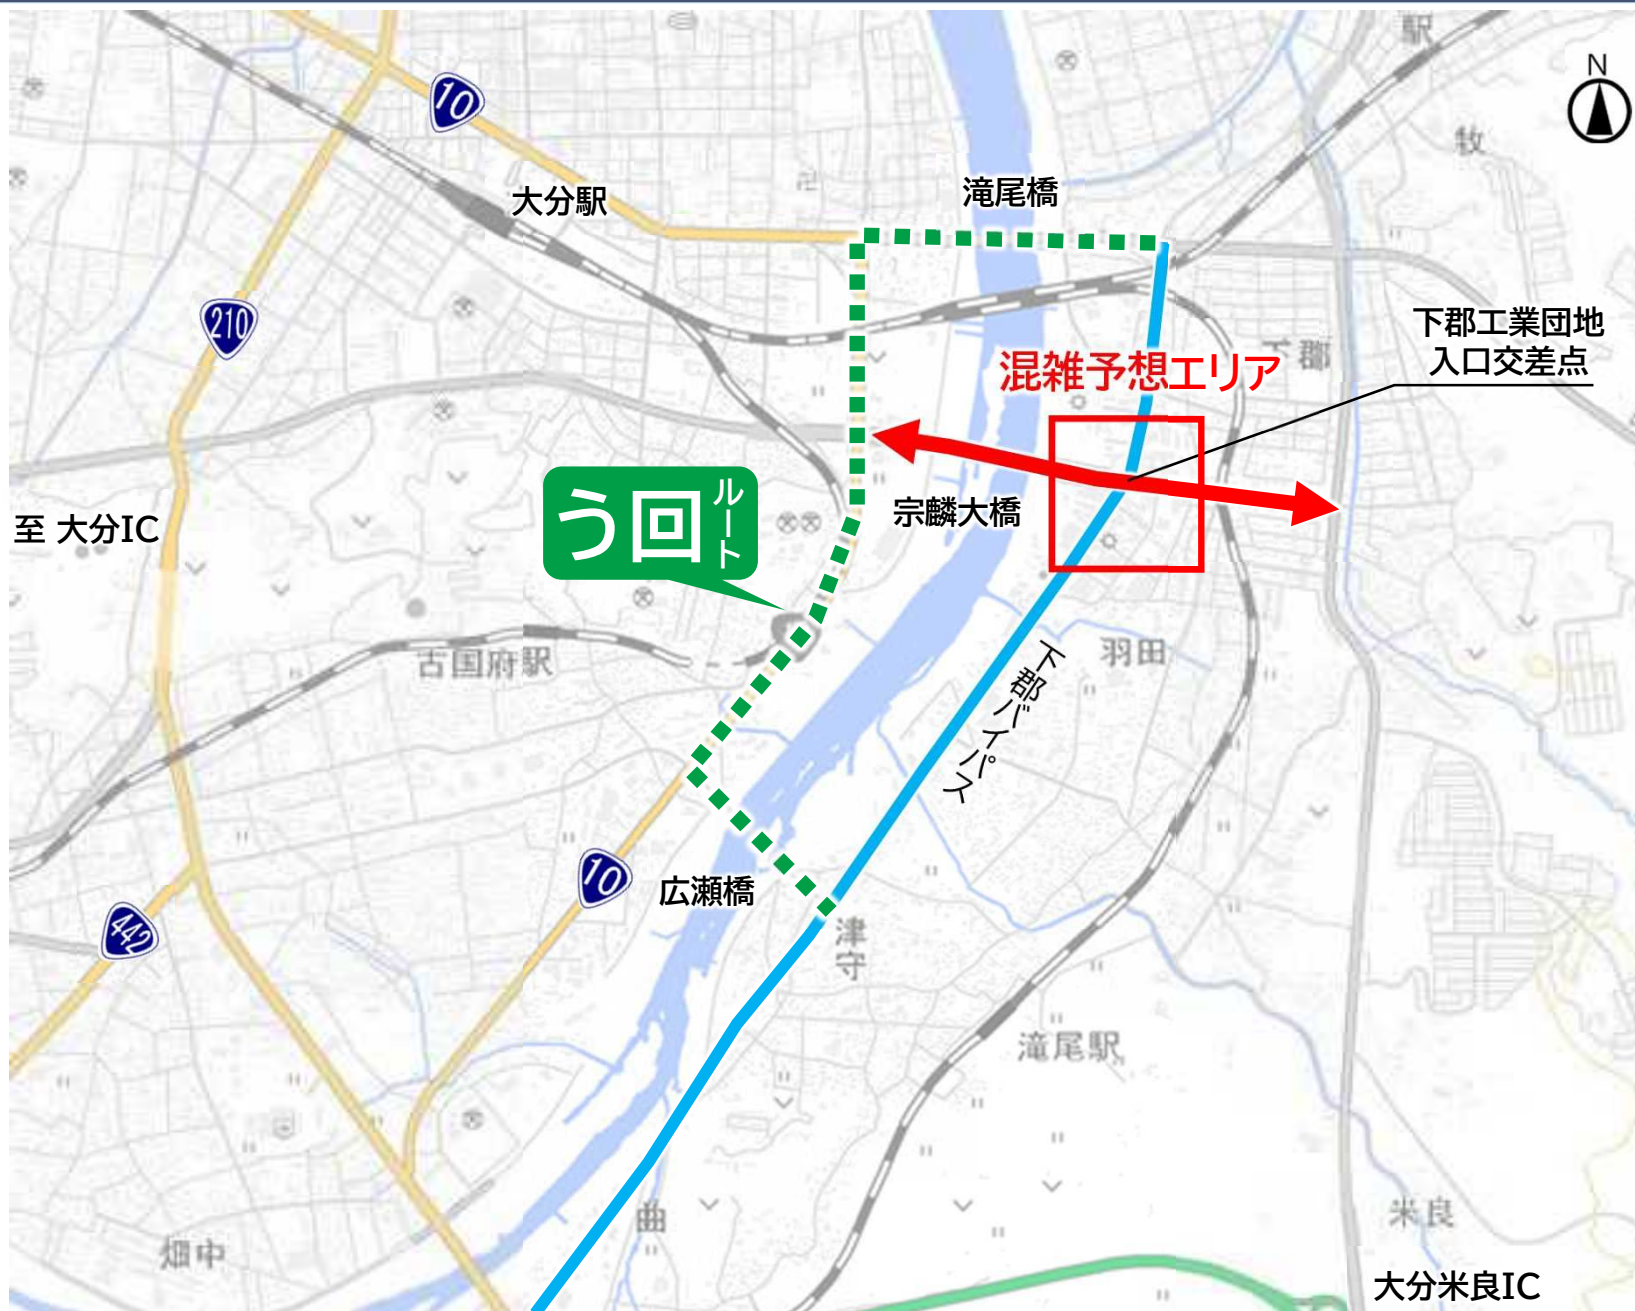 駅
N
10
牧
大分駅
滝尾橋
210
下郡工業団地
入口交差点
下郡
混雑予想エリア
う回ルート
宗麟大橋
至 大分IC
古国府駅
羽田
下郡バイパス
10
広瀬橋
442
津守
滝尾駅
曲
米良
畑中
大分米良IC